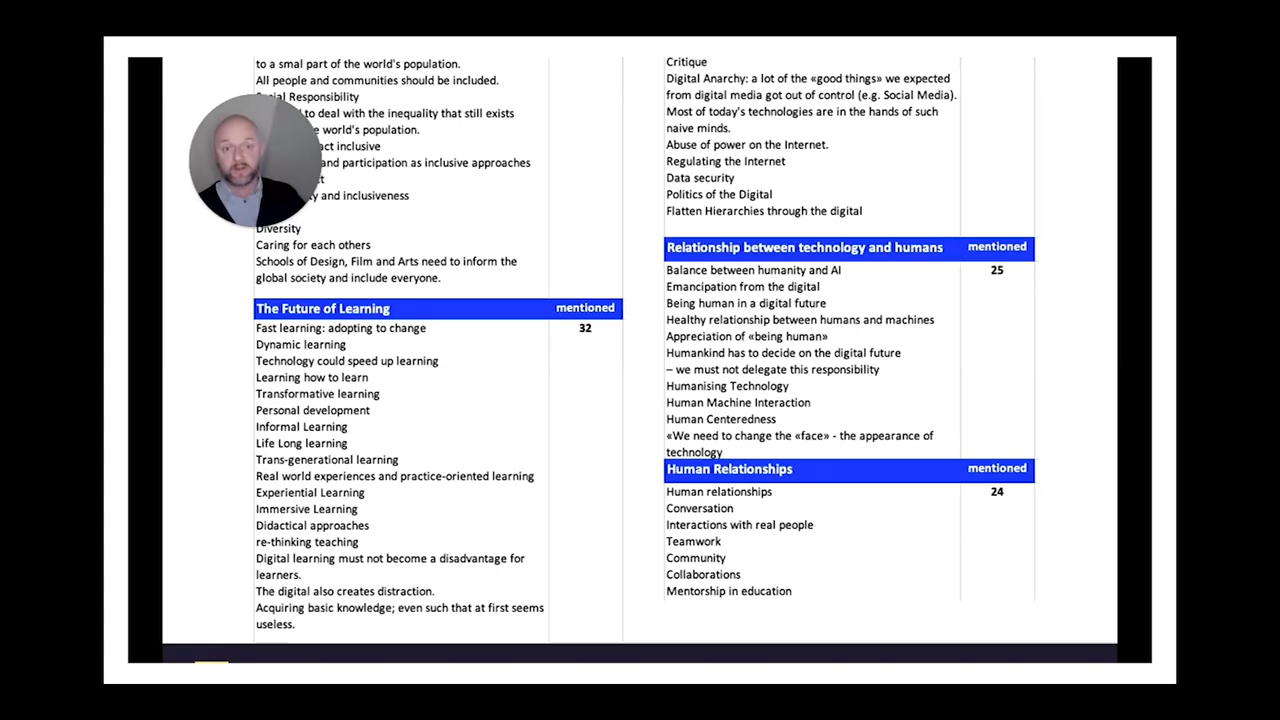 to a smal part of the world's population.
All people and communities should be included.
Responsibility
to deal with the inequality that still exists
world's population.
inclusive
and participation as inclusive approaches
and inclusiveness
Diversity
Caring for each others
Schools of Design, Film and Arts need to inform the
global society and include everyone.
The Future of Learning mentioned
Fast learning: adopting to change 32
Dynamic learning
Technology could speed up learning
Learning how to learn
Transformative learning
Personal development
Informal Learning
Life Long learning
Trans-generational learning
Real world experiences and practice-oriented learning
Experiential Learning
Immersive Learning
Didactical approaches
re-thinking teaching
Digital learning must not become a disadvantage for
learners.
The digital also creates distraction.
Acquiring basic knowledge; even such that at first seems
useless.
Critique
Digital Anarchy: a lot of the «good things» we expected
from digital media got out of control (e.g. Social Media).
Most of today's technologies are in the hands of such
naive minds.
Abuse of power on the Internet.
Regulating the Internet
Data security
Politics of the Digital
Flatten Hierarchies through the digital
Relationship between technology and humans mentioned
Balance between humanity and AI 25
Emancipation from the digital
Being human in a digital future
Healthy relationship between humans and machines
Appreciation of «being human»
Humankind has to decide on the digital future
– we must not delegate this responsibility
Humanising Technology
Human Machine Interaction
Human Centeredness
«We need to change the «face» - the appearance of
technology
Human Relationships mentioned
Human relationships 24
Conversation
Interactions with real people
Teamwork
Community
Collaborations
Mentorship in education